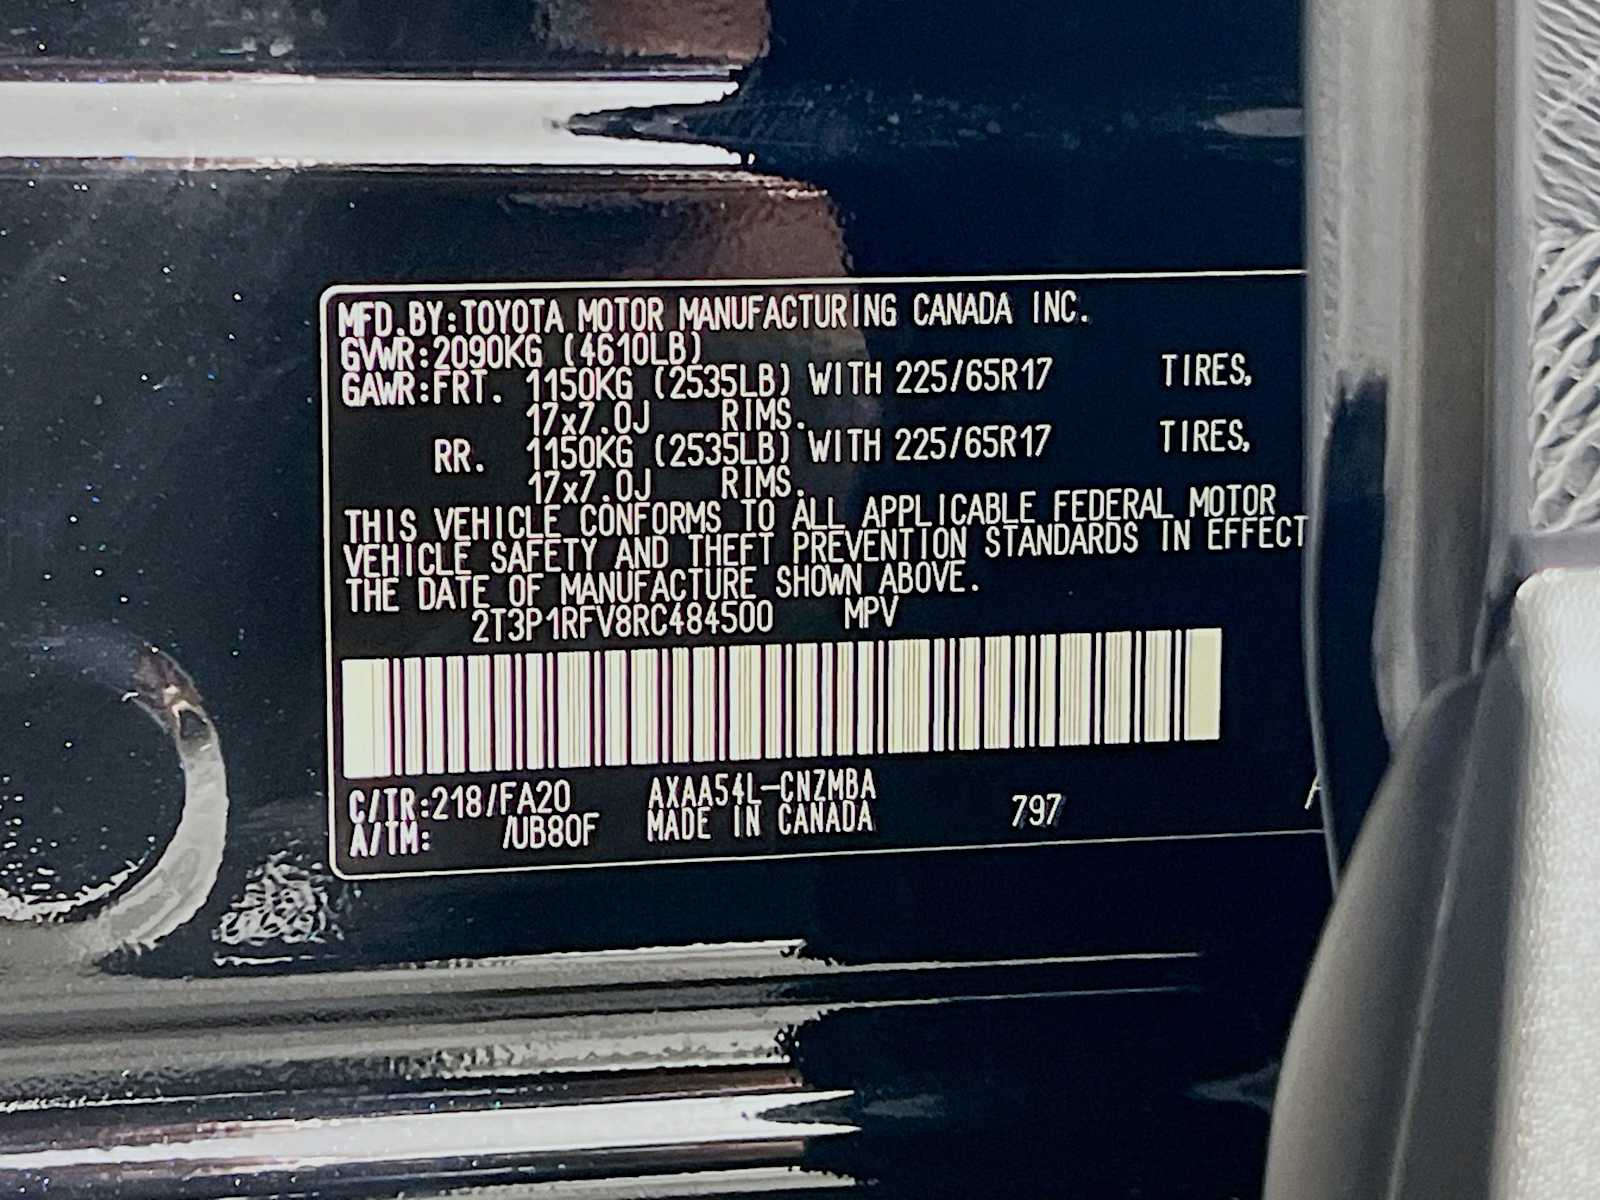 MFD.BY:TOYOTA MOTOR MANUFACTURING CANADA INC.
GVWR:2090KG (4610LB)
GAWR:FRT. 1150KG (2535LB) WITH 225/65R17 TIRES,
17x7.0J RIMS.
RR. 1150KG (2535LB) WITH 225/65R17 TIRES,
17x7.0J RIMS.
THIS VEHICLE CONFORMS TO ALL APPLICABLE FEDERAL MOTOR
VEHICLE SAFETY AND THEFT PREVENTION STANDARDS IN EFFECT
THE DATE OF MANUFACTURE SHOWN ABOVE.
2T3P1RFV8RC484500 MPV
C/TR:218/FA20 AXAA54L-CNZMBA
A/TM: /UB80F MADE IN CANADA 797